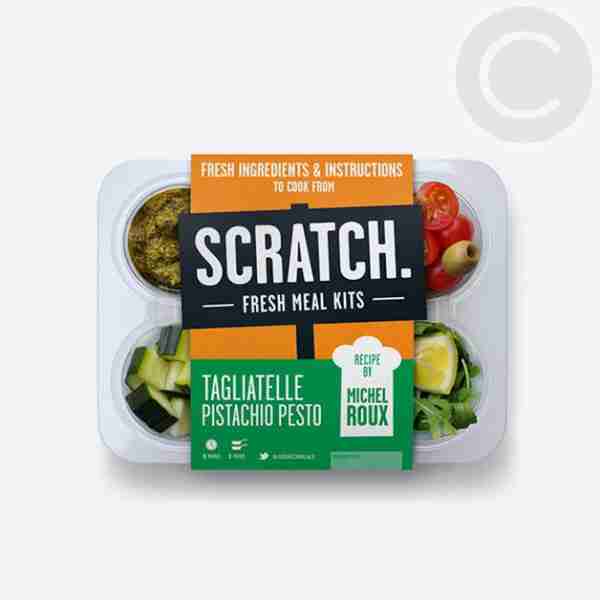 C
FRESH INGREDIENTS & INSTRUCTIONS
TO COOK FROM
SCRATCH.
FRESH MEAL KITS
TAGLIATELLE
PISTACHIO PESTO
RECIPE
BY
MICHEL
ROUX